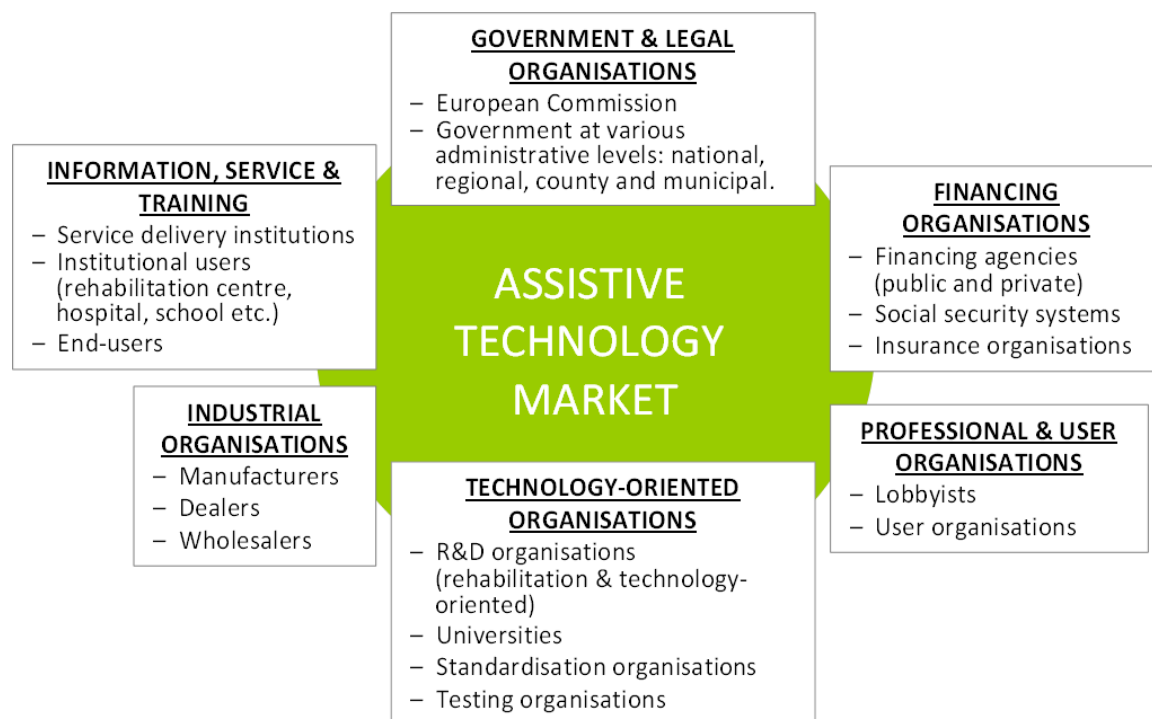 GOVERNMENT & LEGAL
ORGANISATIONS
– European Commission
– Government at various
administrative levels: national,
regional, county and municipal.
INFORMATION, SERVICE &
TRAINING
– Service delivery institutions
– Institutional users
(rehabilitation centre,
hospital, school etc.)
– End-users
FINANCING
ORGANISATIONS
– Financing agencies
(public and private)
– Social security systems
– Insurance organisations
ASSISTIVE
TECHNOLOGY
MARKET
INDUSTRIAL
ORGANISATIONS
– Manufacturers
– Dealers
– Wholesalers
TECHNOLOGY-ORIENTED
ORGANISATIONS
– R&D organisations
(rehabilitation & technology-
oriented)
– Universities
– Standardisation organisations
– Testing organisations
PROFESSIONAL & USER
ORGANISATIONS
– Lobbyists
– User organisations